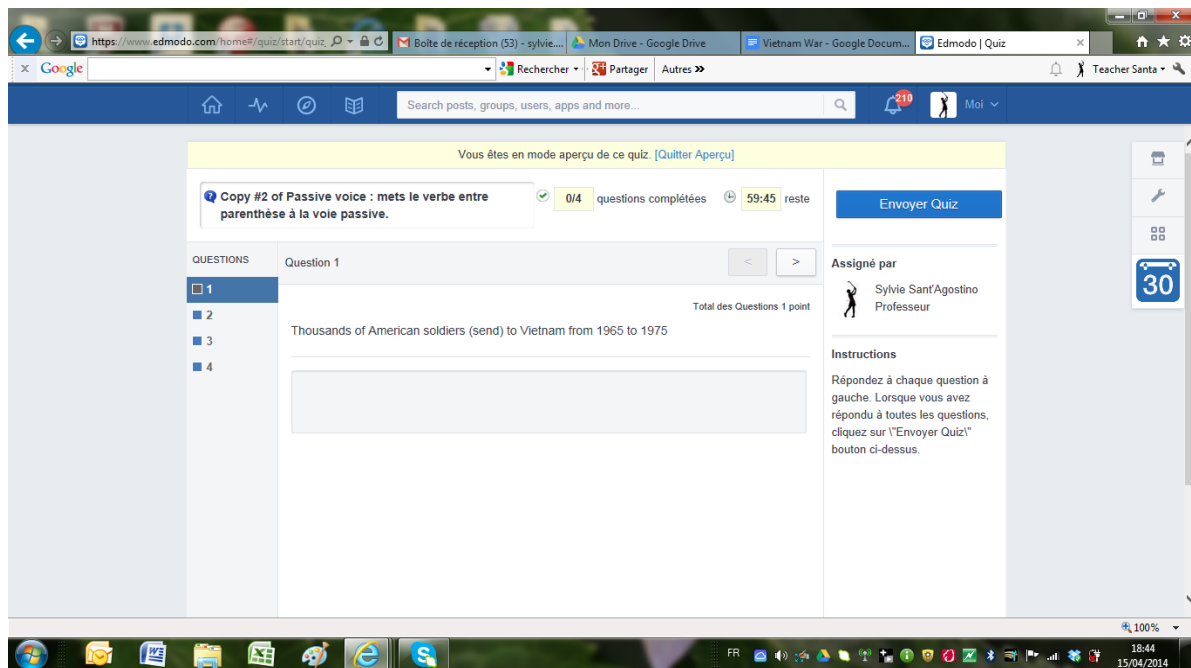 https://www.edmodo.com/home#/quiz/start/quiz_
Boîte de réception (53) - sylvie....
Mon Drive - Google Drive
Vietnam War - Google Docum...
Edmodo | Quiz
x Google
Rechercher
Partager
Autres »
Teacher Santa
Search posts, groups, users, apps and more...
210
Moi
Vous êtes en mode aperçu de ce quiz. [Quitter Aperçu]
Copy #2 of Passive voice : mets le verbe entre
parenthèse à la voie passive.
0/4 questions complétées
59:45 reste
Envoyer Quiz
QUESTIONS
Question 1
< >
1
2
3
4
Total des Questions 1 point
Thousands of American soldiers (send) to Vietnam from 1965 to 1975
Assigné par
Sylvie Sant'Agostino
Professeur
Instructions
Répondez à chaque question à
gauche. Lorsque vous avez
répondu à toutes les questions,
cliquez sur \"Envoyer Quiz\"
bouton ci-dessus.
30
100%
FR
18:44
15/04/2014